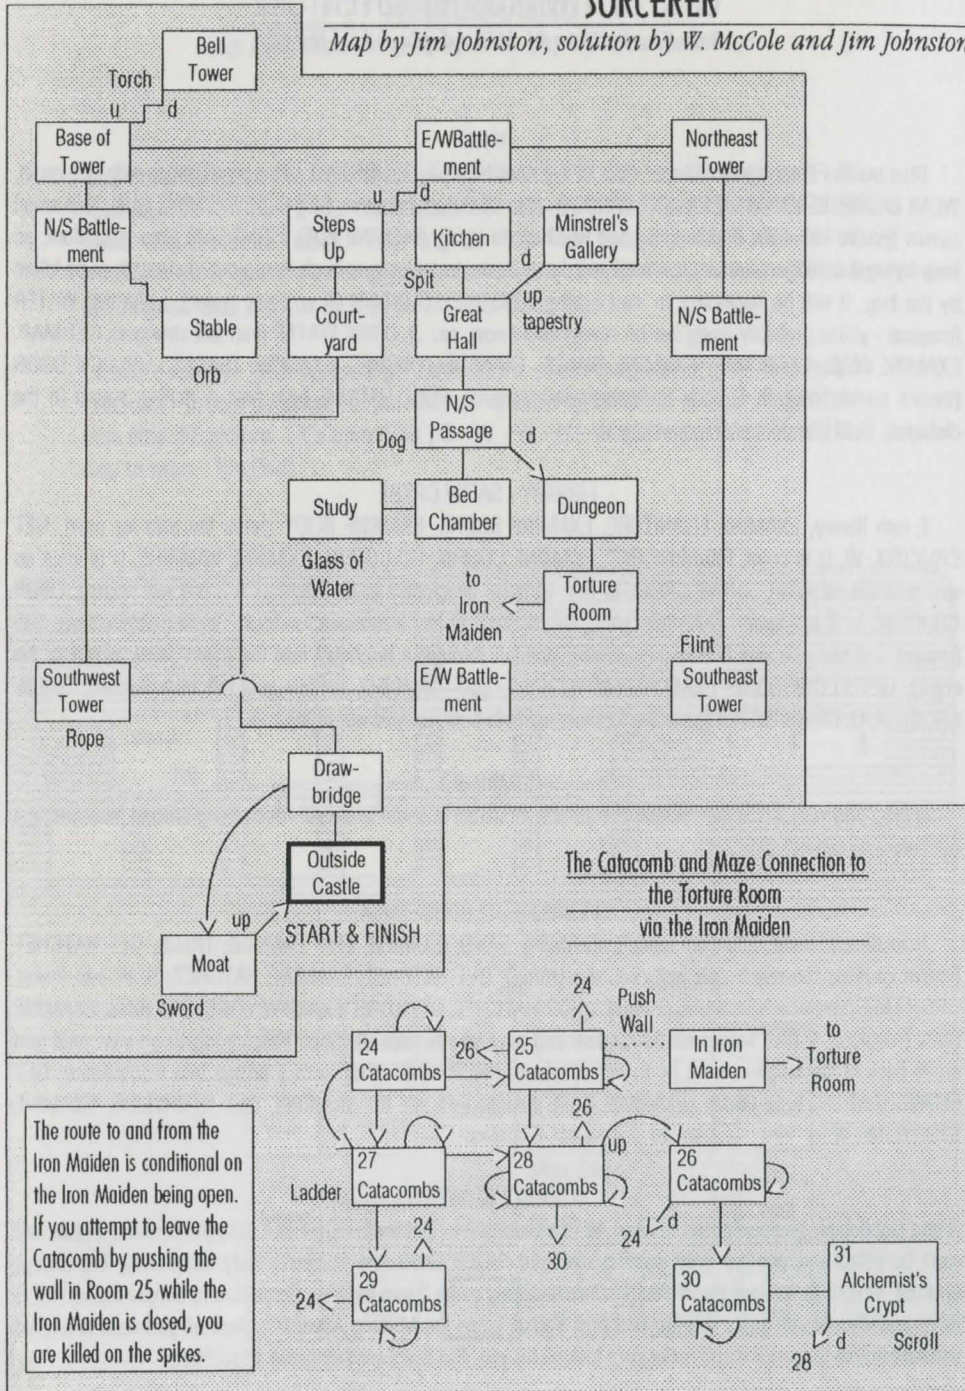 SORCERER
Map by Jim Johnston, solution by W. McCole and Jim Johnston
Bell
Tower
Torch
u
d
Base of
Tower
E/WBattle-
ment
Northeast
Tower
u
d
N/S Battle-
ment
Steps
Up
Kitchen
Minstrel's
Gallery
Spit
d
up
tapestry
Stable
Orb
Court-
yard
Great
Hall
N/S Battle-
ment
N/S
Passage
Dog
d
Study
Bed
Chamber
Dungeon
Glass of
Water
to
Iron
Maiden
Torture
Room
Flint
Southwest
Tower
Rope
E/W Battle-
ment
Southeast
Tower
Draw-
bridge
Outside
Castle
START & FINISH
up
Moat
Sword
The Catacomb and Maze Connection to
the Torture Room
via the Iron Maiden
24
Push
Wall
24
Catacombs
26
25
Catacombs
In Iron
Maiden
to
Torture
Room
26
27
Catacombs
Ladder
28
Catacombs
up
26
Catacombs
24
30
24
d
29
Catacombs
24
30
Catacombs
31
Alchemist's
Crypt
d
28
Scroll
The route to and from the
Iron Maiden is conditional on
the Iron Maiden being open.
If you attempt to leave the
Catacomb by pushing the
wall in Room 25 while the
Iron Maiden is closed, you
are killed on the spikes.